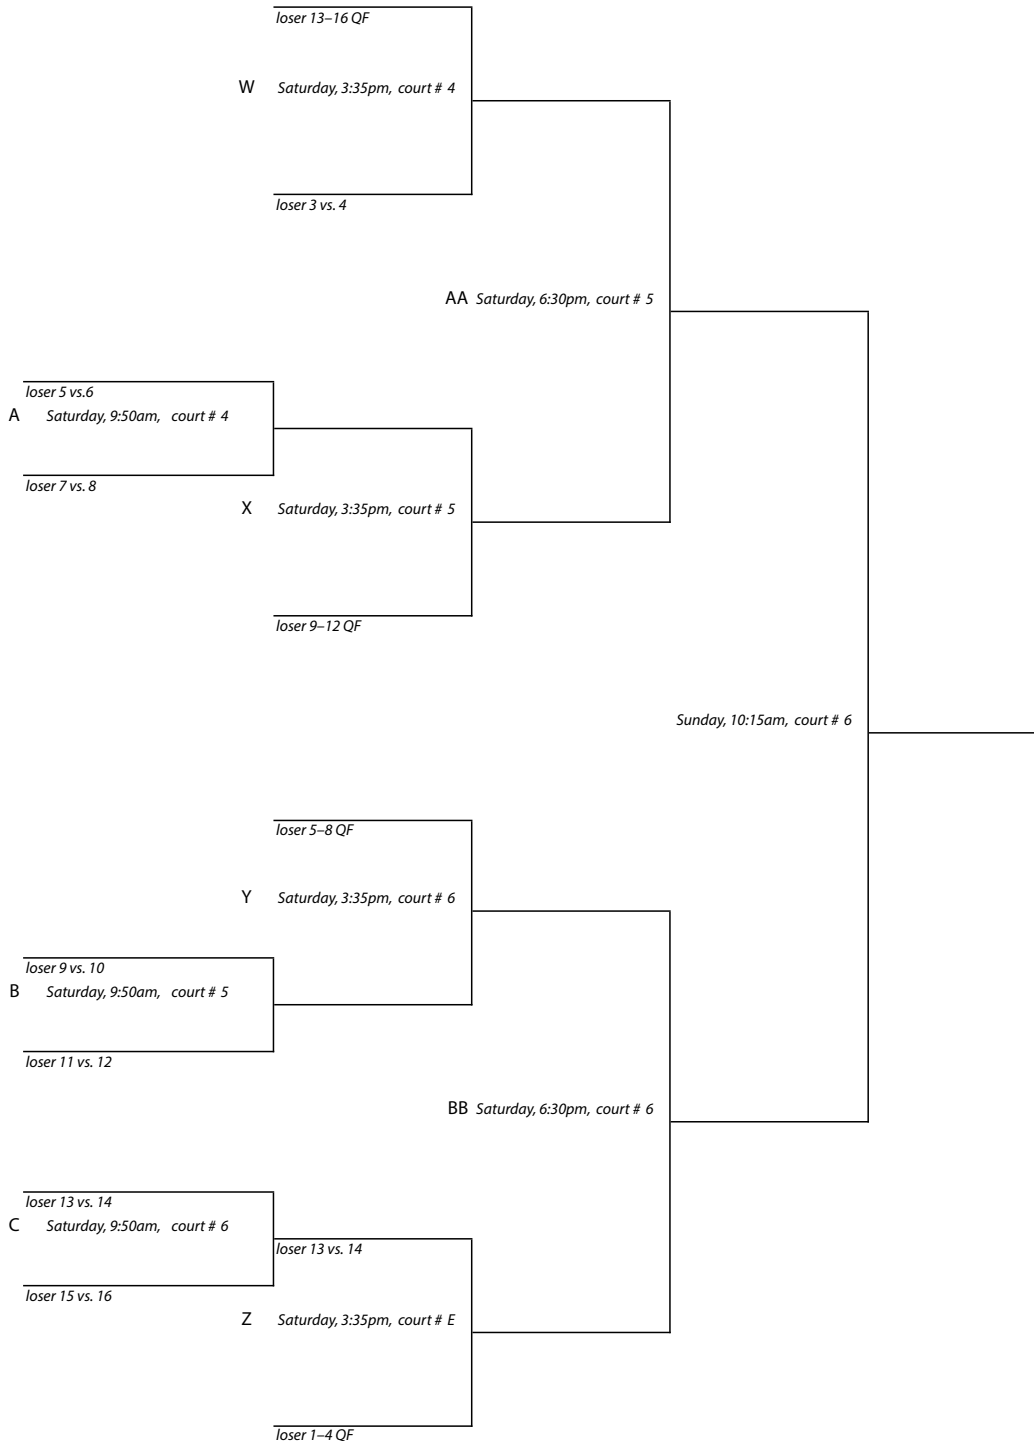 loser 13–16 QF
W Saturday, 3:35pm, court # 4
loser 3 vs. 4
AA Saturday, 6:30pm, court # 5
loser 5 vs.6
A Saturday, 9:50am, court # 4
loser 7 vs. 8
X Saturday, 3:35pm, court # 5
loser 9–12 QF
Sunday, 10:15am, court # 6
loser 5–8 QF
Y Saturday, 3:35pm, court # 6
loser 9 vs. 10
B Saturday, 9:50am, court # 5
loser 11 vs. 12
BB Saturday, 6:30pm, court # 6
loser 13 vs. 14
C Saturday, 9:50am, court # 6
loser 13 vs. 14
loser 15 vs. 16
Z Saturday, 3:35pm, court # E
loser 1–4 QF